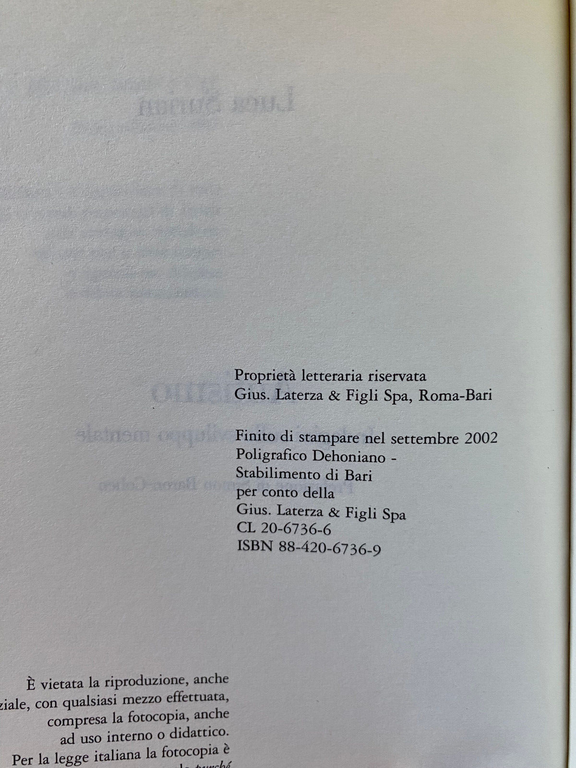 Proprietà letteraria riservata
Gius. Laterza & Figli Spa, Roma-Bari
Finito di stampare nel settembre 2002
Poligrafico Dehoniano -
Stabilimento di Bari
per conto della
Gius. Laterza & Figli Spa
CL 20-6736-6
ISBN 88-420-6736-9
È vietata la riproduzione, anche
ziale, con qualsiasi mezzo effettuata,
compresa la fotocopia, anche
ad uso interno o didattico.
Per la legge italiana la fotocopia è
purché